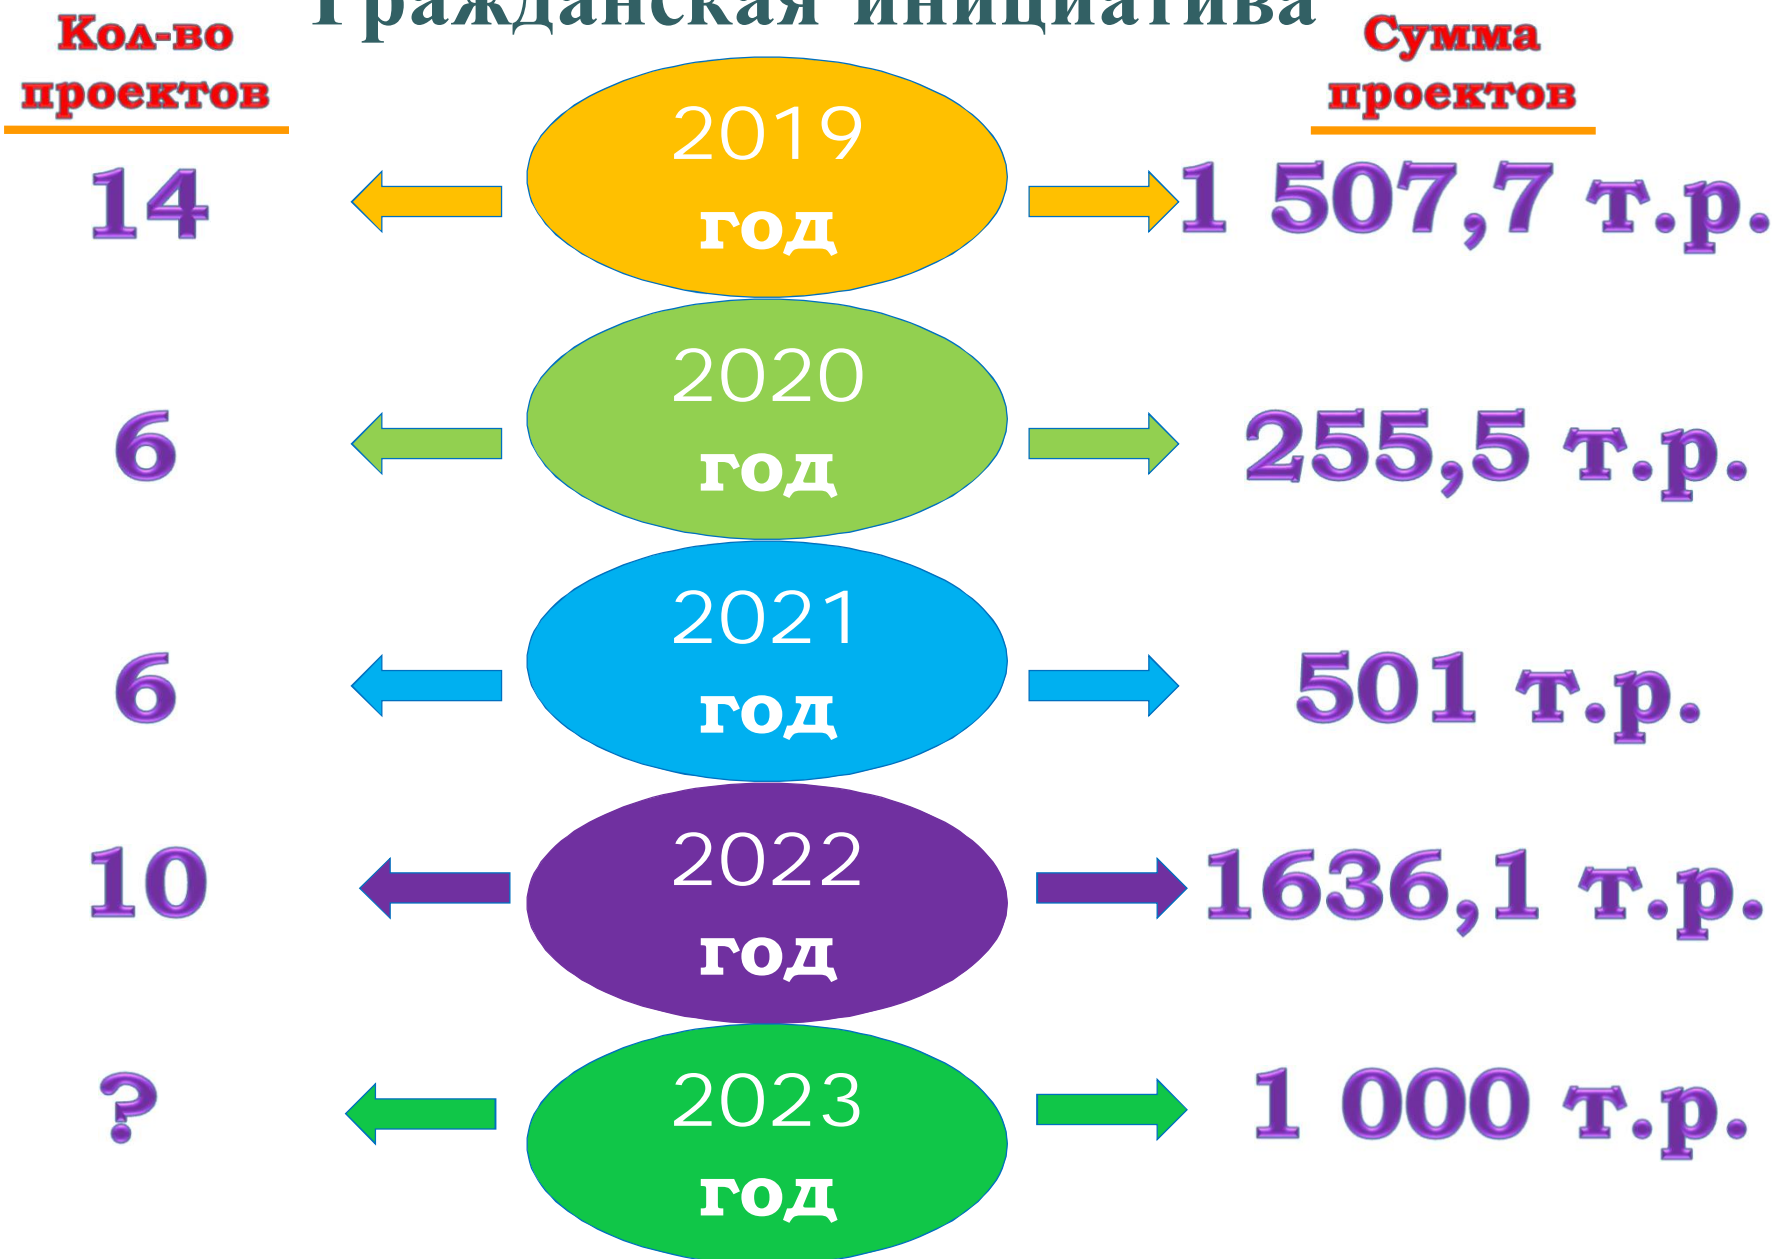 Гражданская инициатива
Кол-во
проектов
Сумма
проектов
14
2019
год
1 507,7 т.р.
6
2020
год
255,5 т.р.
6
2021
год
501 т.р.
10
2022
год
1636,1 т.р.
?
2023
год
1 000 т.р.